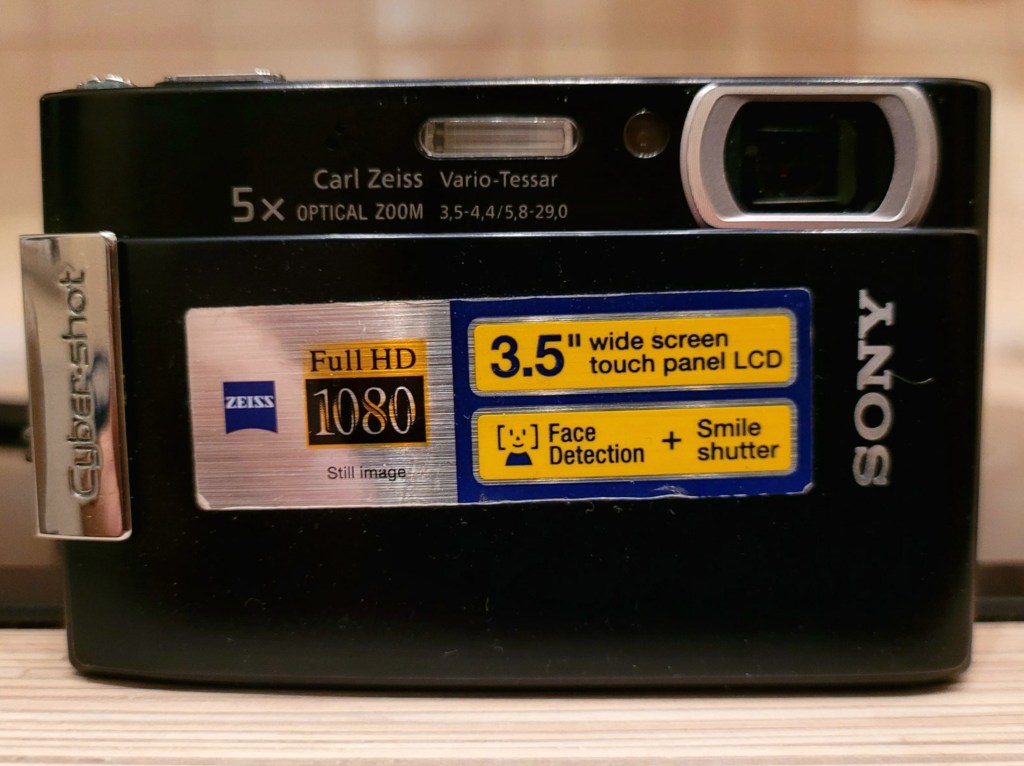 Carl Zeiss Vario-Tessar
5x OPTICAL ZOOM 3,5-4,4/5,8-29,0
Cyber-shot
ZEISS
Full HD
1080
Still image
3.5" wide screen
touch panel LCD
Face
Detection
+
Smile
shutter
SONY